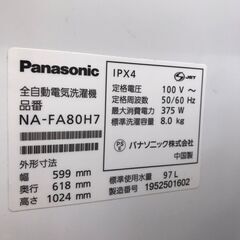 Panasonic
全自動電気洗濯機
品番
NA-FA80H7
外形寸法
幅 599 mm
奥行 618 mm
高さ 1024 mm
IPX4
JET
定格電圧 100 V～
定格周波数 50/60 Hz
最大消費電力 375 W
標準洗濯容量 8.0 kg
パナソニック株式会社
中国製
標準使用水量 97 L
製造番号 1952501602